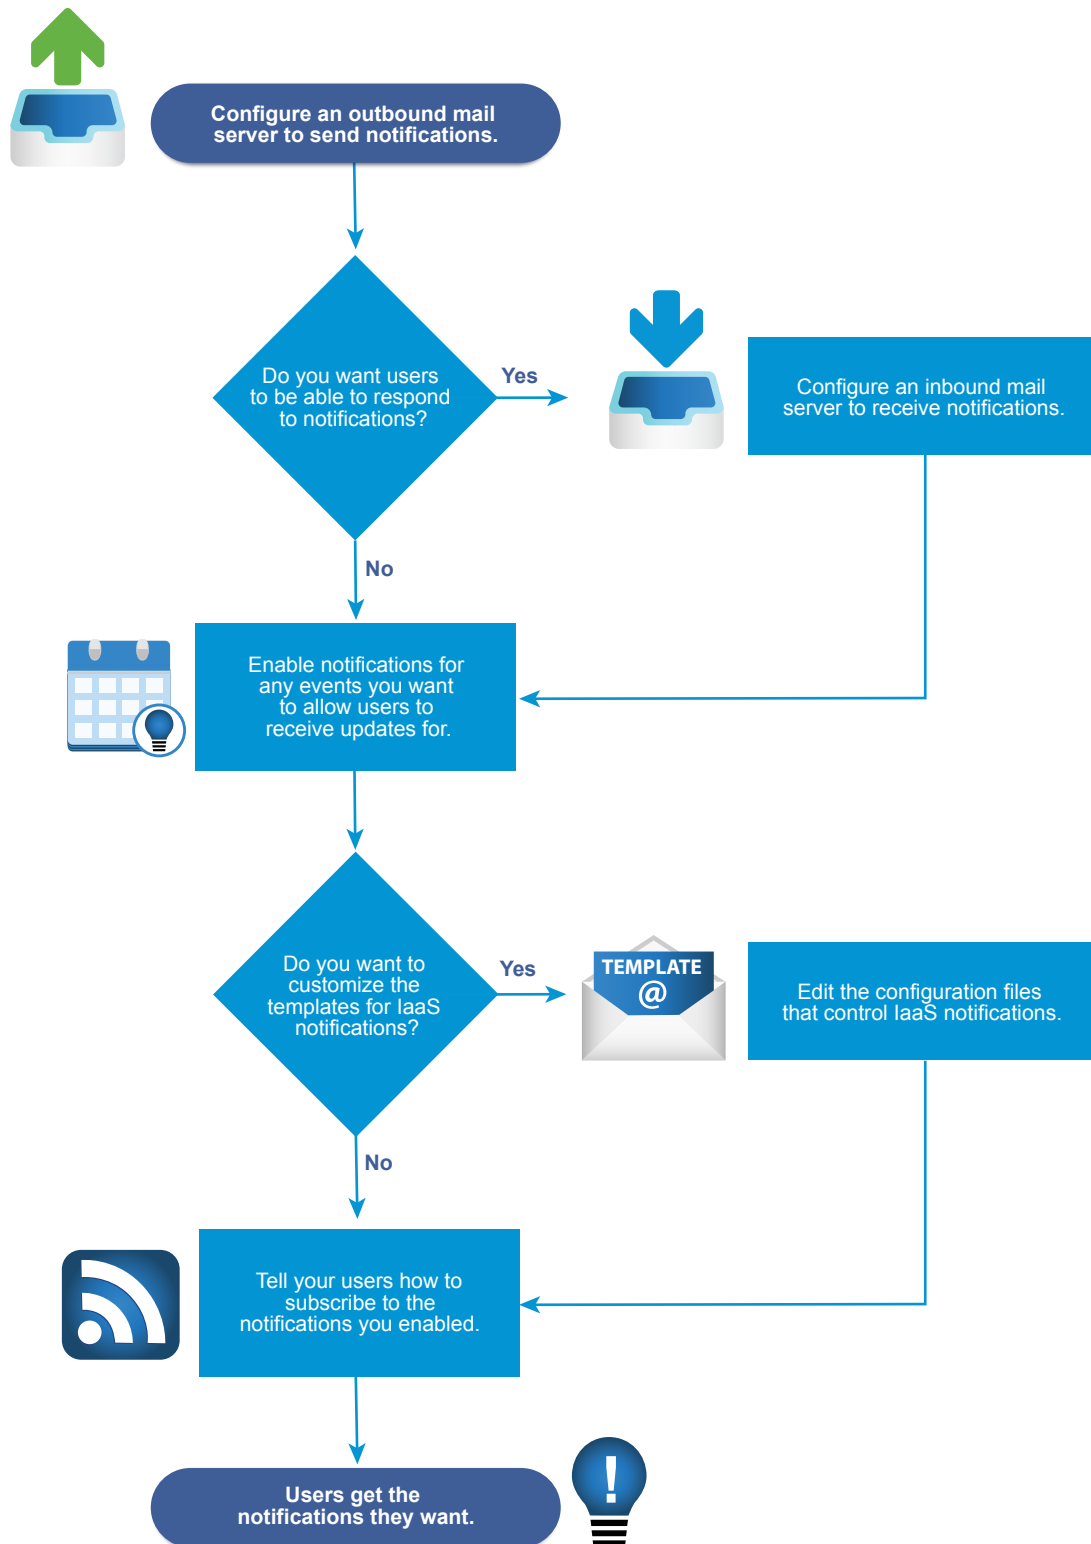 Configure an outbound mail
server to send notifications.
Do you want users
to be able to respond
to notifications?
Yes
Configure an inbound mail
server to receive notifications.
No
Enable notifications for
any events you want
to allow users to
receive updates for.
Do you want to
customize the
templates for IaaS
notifications?
Yes
TEMPLATE
@
Edit the configuration files
that control IaaS notifications.
No
Tell your users how to
subscribe to the
notifications you enabled.
Users get the
notifications they want.
!